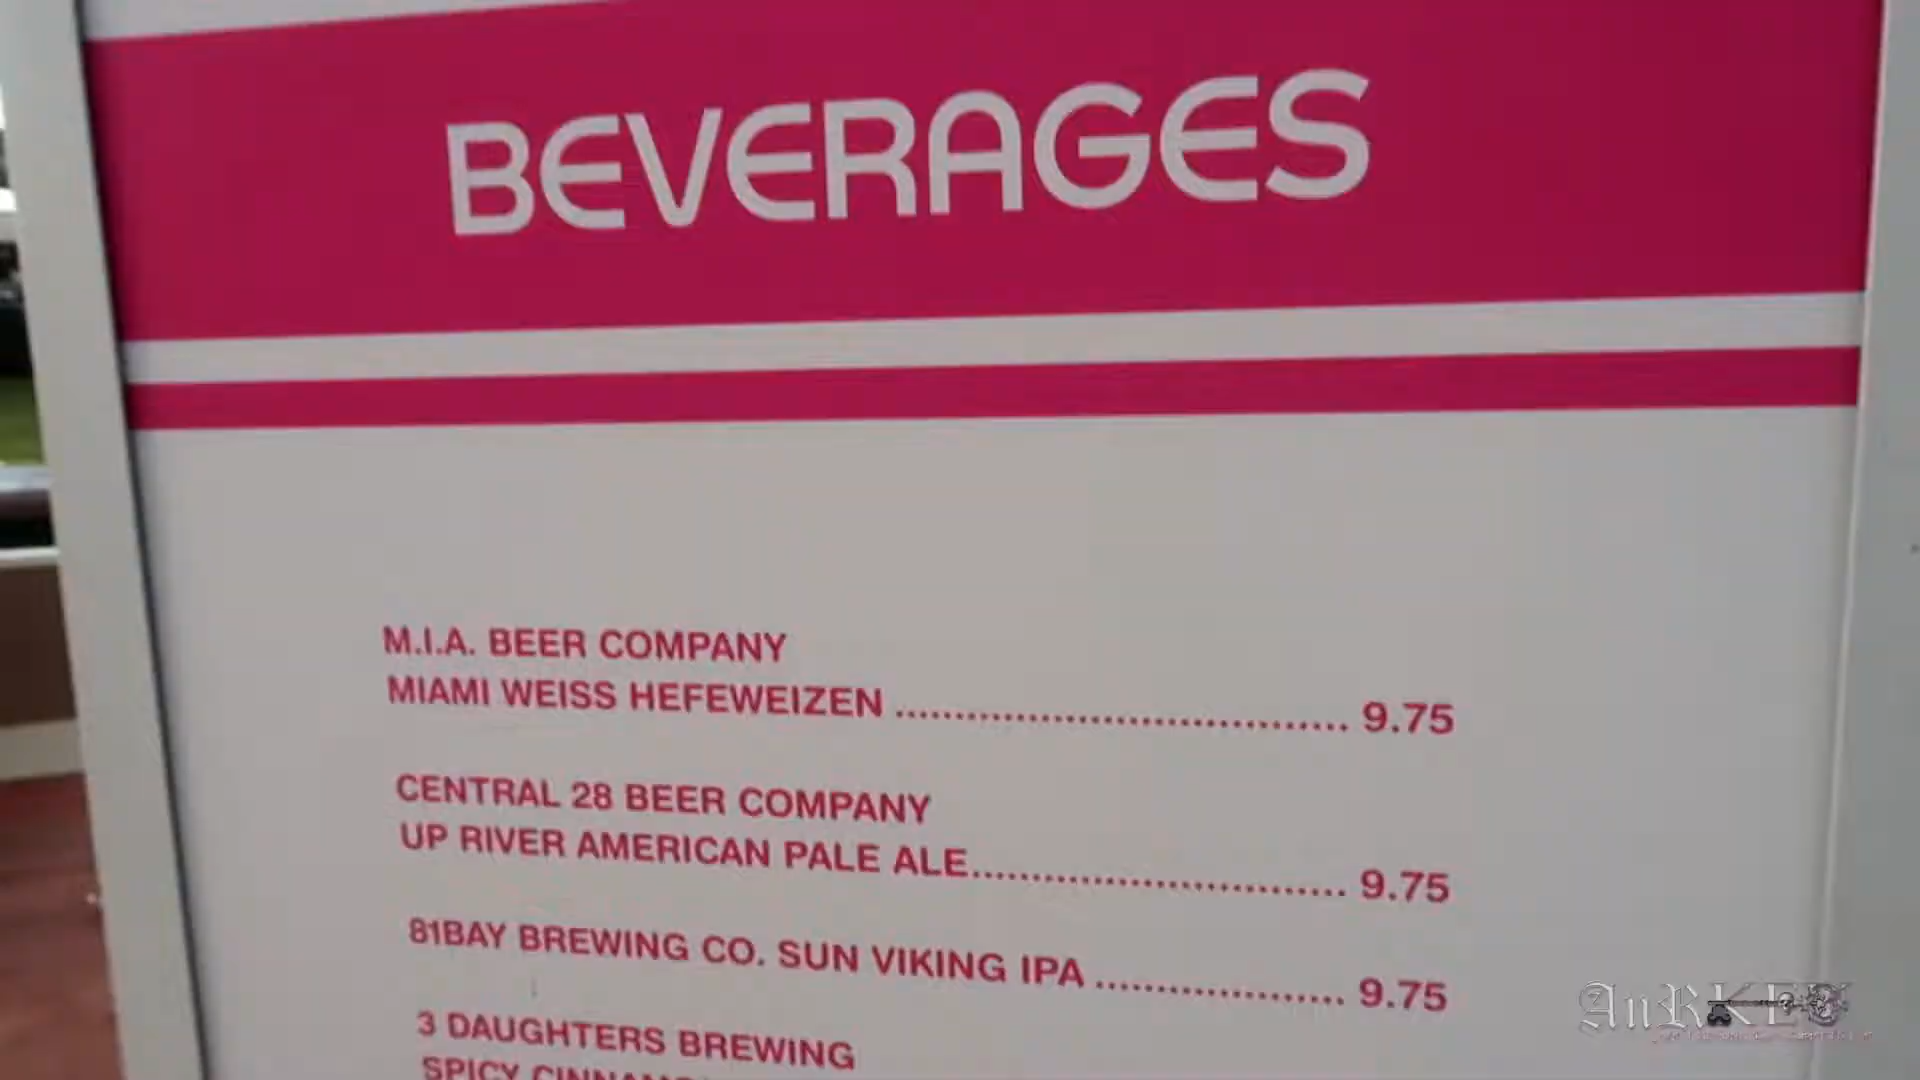 BEVERAGES
M.I.A. BEER COMPANY
MIAMI WEISS HEFEWEIZEN .................................... 9.75
CENTRAL 28 BEER COMPANY
UP RIVER AMERICAN PALE ALE.............................. 9.75
81BAY BREWING CO. SUN VIKING IPA .................... 9.75
3 DAUGHTERS BREWING
SPICY